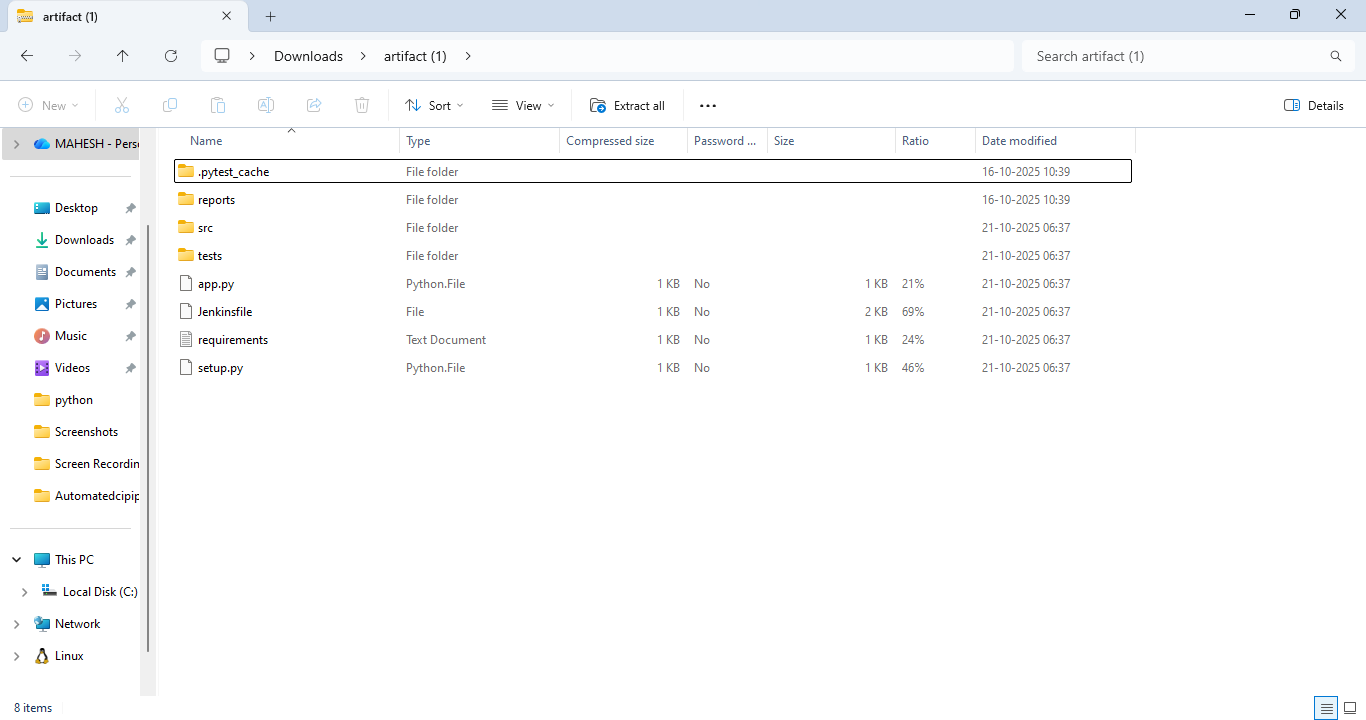 artifact (1)
Downloads
artifact (1)
Search artifact (1)
New
Sort
View
Extract all
Details
Name
Type
Compressed size
Password ...
Size
Ratio
Date modified
MAHESH - Pers
Desktop
Downloads
Documents
Pictures
Music
Videos
python
Screenshots
Screen Recordin
Automatedcipip
This PC
Local Disk (C:)
Network
Linux
.pytest_cache File folder 16-10-2025 10:39
reports File folder 16-10-2025 10:39
src File folder 21-10-2025 06:37
tests File folder 21-10-2025 06:37
app.py Python.File 1 KB No 1 KB 21% 21-10-2025 06:37
Jenkinsfile File 1 KB No 2 KB 69% 21-10-2025 06:37
requirements Text Document 1 KB No 1 KB 24% 21-10-2025 06:37
setup.py Python.File 1 KB No 1 KB 46% 21-10-2025 06:37
8 items